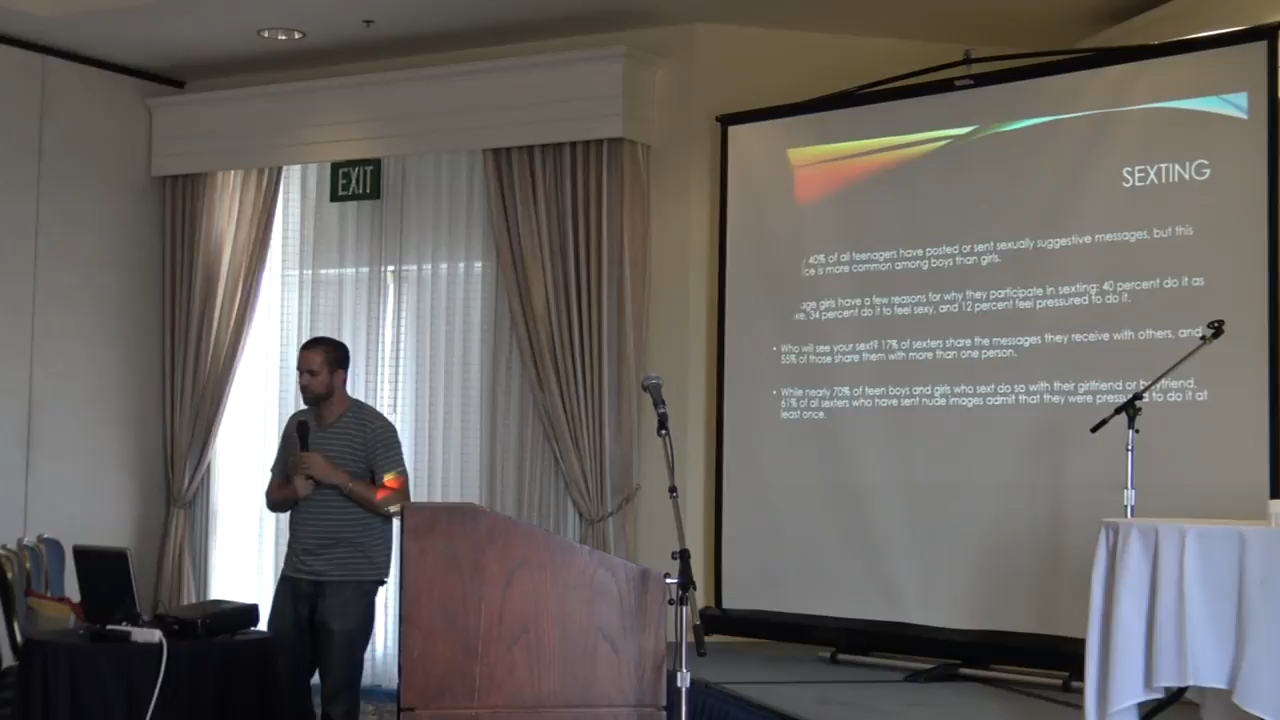 EXIT
SEXTING
40% of all teenagers have posted or sent sexually suggestive messages, but this
ce is more common among boys than girls.
age girls have a few reasons for why they participate in sexting: 40 percent do it as
ke, 34 percent do it to feel sexy, and 12 percent feel pressured to do it.
• Who will see your sext? 17% of sexters share the messages they receive with others, and
55% of those share them with more than one person.
• While nearly 70% of teen boys and girls who sext do so with their girlfriend or boyfriend,
61% of all sexters who have sent nude images admit that they were pressu to do it at
least once.